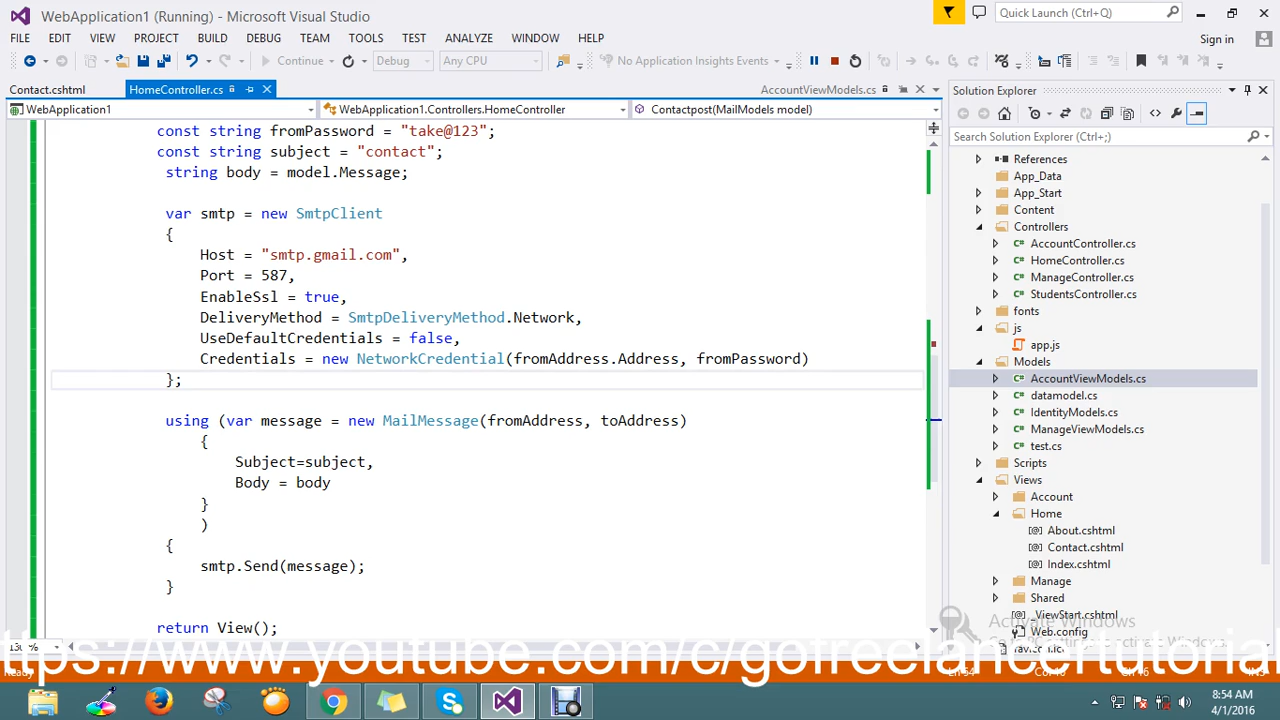 WebApplication1 (Running) - Microsoft Visual Studio
Quick Launch (Ctrl+Q)
FILE EDIT VIEW PROJECT BUILD DEBUG TEAM TOOLS TEST ANALYZE WINDOW HELP
Sign in
Continue Debug Any CPU No Application Insights Events
Contact.cshtml HomeController.cs AccountViewModels.cs
WebApplication1 WebApplication1.Controllers.HomeController Contactpost(MailModels model)
const string fromPassword = "take@123";
const string subject = "contact";
string body = model.Message;
var smtp = new SmtpClient
{
Host = "smtp.gmail.com",
Port = 587,
EnableSsl = true,
DeliveryMethod = SmtpDeliveryMethod.Network,
UseDefaultCredentials = false,
Credentials = new NetworkCredential(fromAddress.Address, fromPassword)
};
using (var message = new MailMessage(fromAddress, toAddress)
{
Subject=subject,
Body = body
}
)
{
smtp.Send(message);
}
return View();
Solution Explorer
Search Solution Explorer (Ctrl+;)
References
App_Data
App_Start
Content
Controllers
AccountController.cs
HomeController.cs
ManageController.cs
StudentsController.cs
fonts
js
app.js
Models
AccountViewModels.cs
datamodel.cs
IdentityModels.cs
ManageViewModels.cs
test.cs
Scripts
Views
Account
Home
About.cshtml
Contact.cshtml
Index.cshtml
Manage
Shared
_ViewStart.cshtml
Web.config
Activate Windows
ttps://www.youtube.com/c/gofreelancertutorial
Ready
8:54 AM
4/1/2016